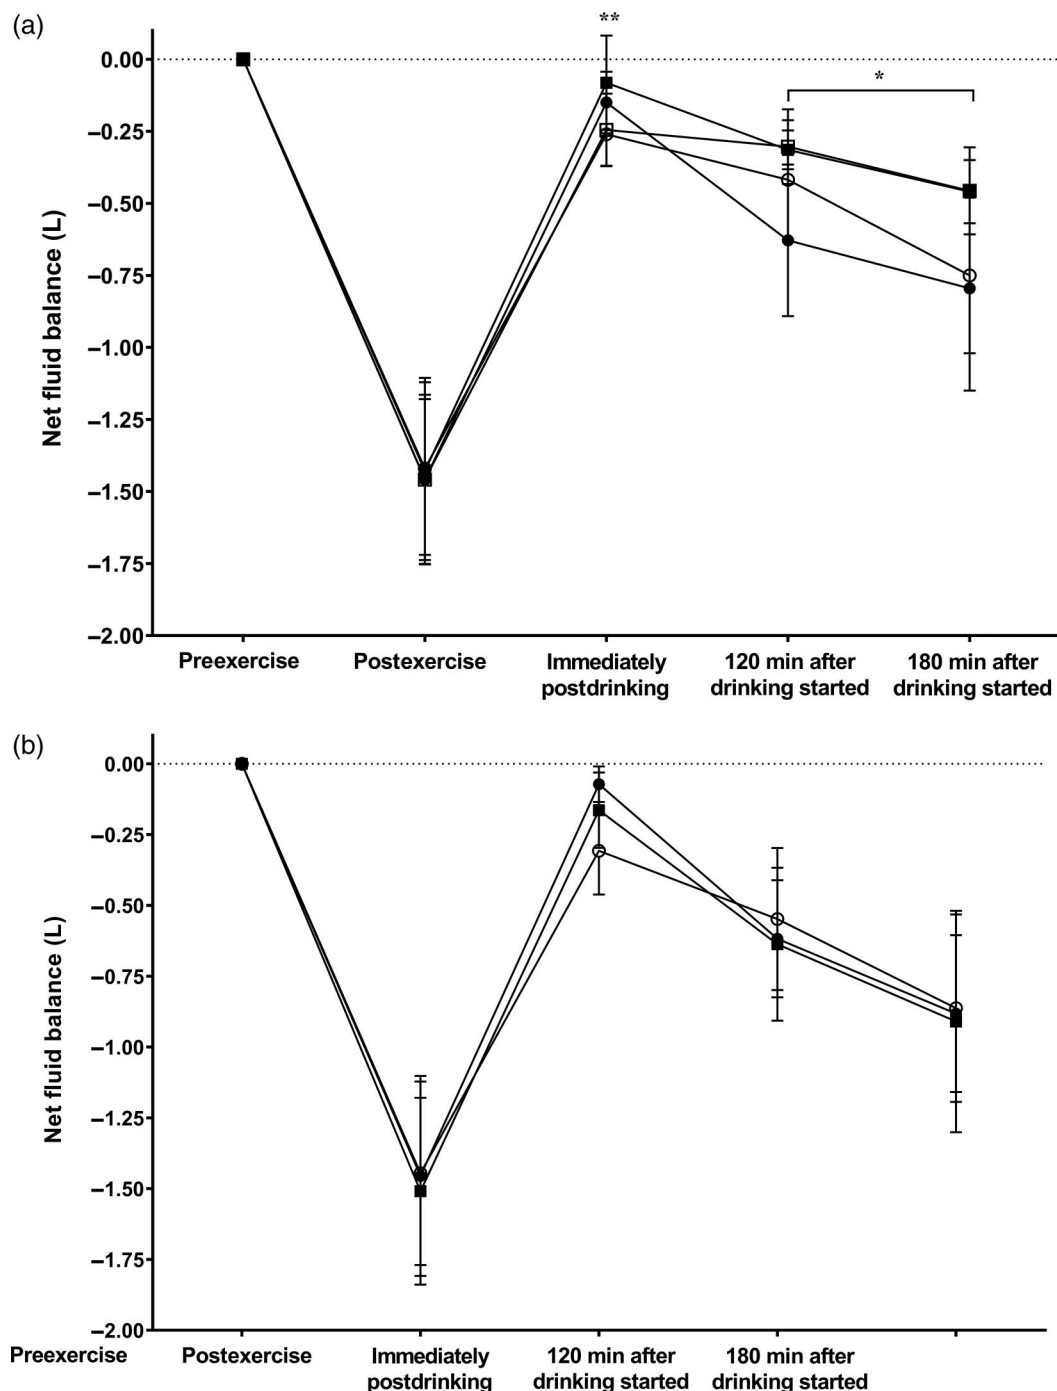 (a)
**
0.00
*
–0.25
–0.50
–0.75
–1.00
–1.25
–1.50
–1.75
–2.00
Net fluid balance (L)
Preexercise Postexercise Immediately 120 min after 180 min after
postdrinking drinking started drinking started
(b)
0.00
–0.25
–0.50
–0.75
–1.00
–1.25
–1.50
–1.75
–2.00
Net fluid balance (L)
Preexercise Postexercise Immediately 120 min after 180 min after
postdrinking drinking started drinking started